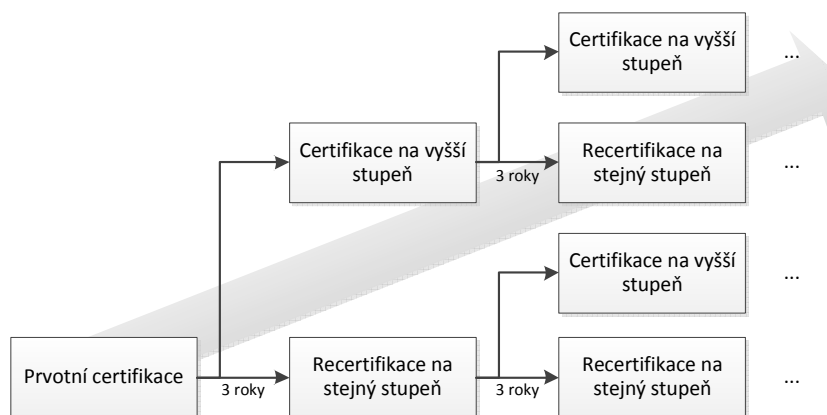 Certifikace na vyšší
stupeň
...
Certifikace na vyšší
stupeň
3 roky
Recertifikace na
stejný stupeň
...
Certifikace na vyšší
stupeň
...
Prvotní certifikace
3 roky
Recertifikace na
stejný stupeň
3 roky
Recertifikace na
stejný stupeň
...